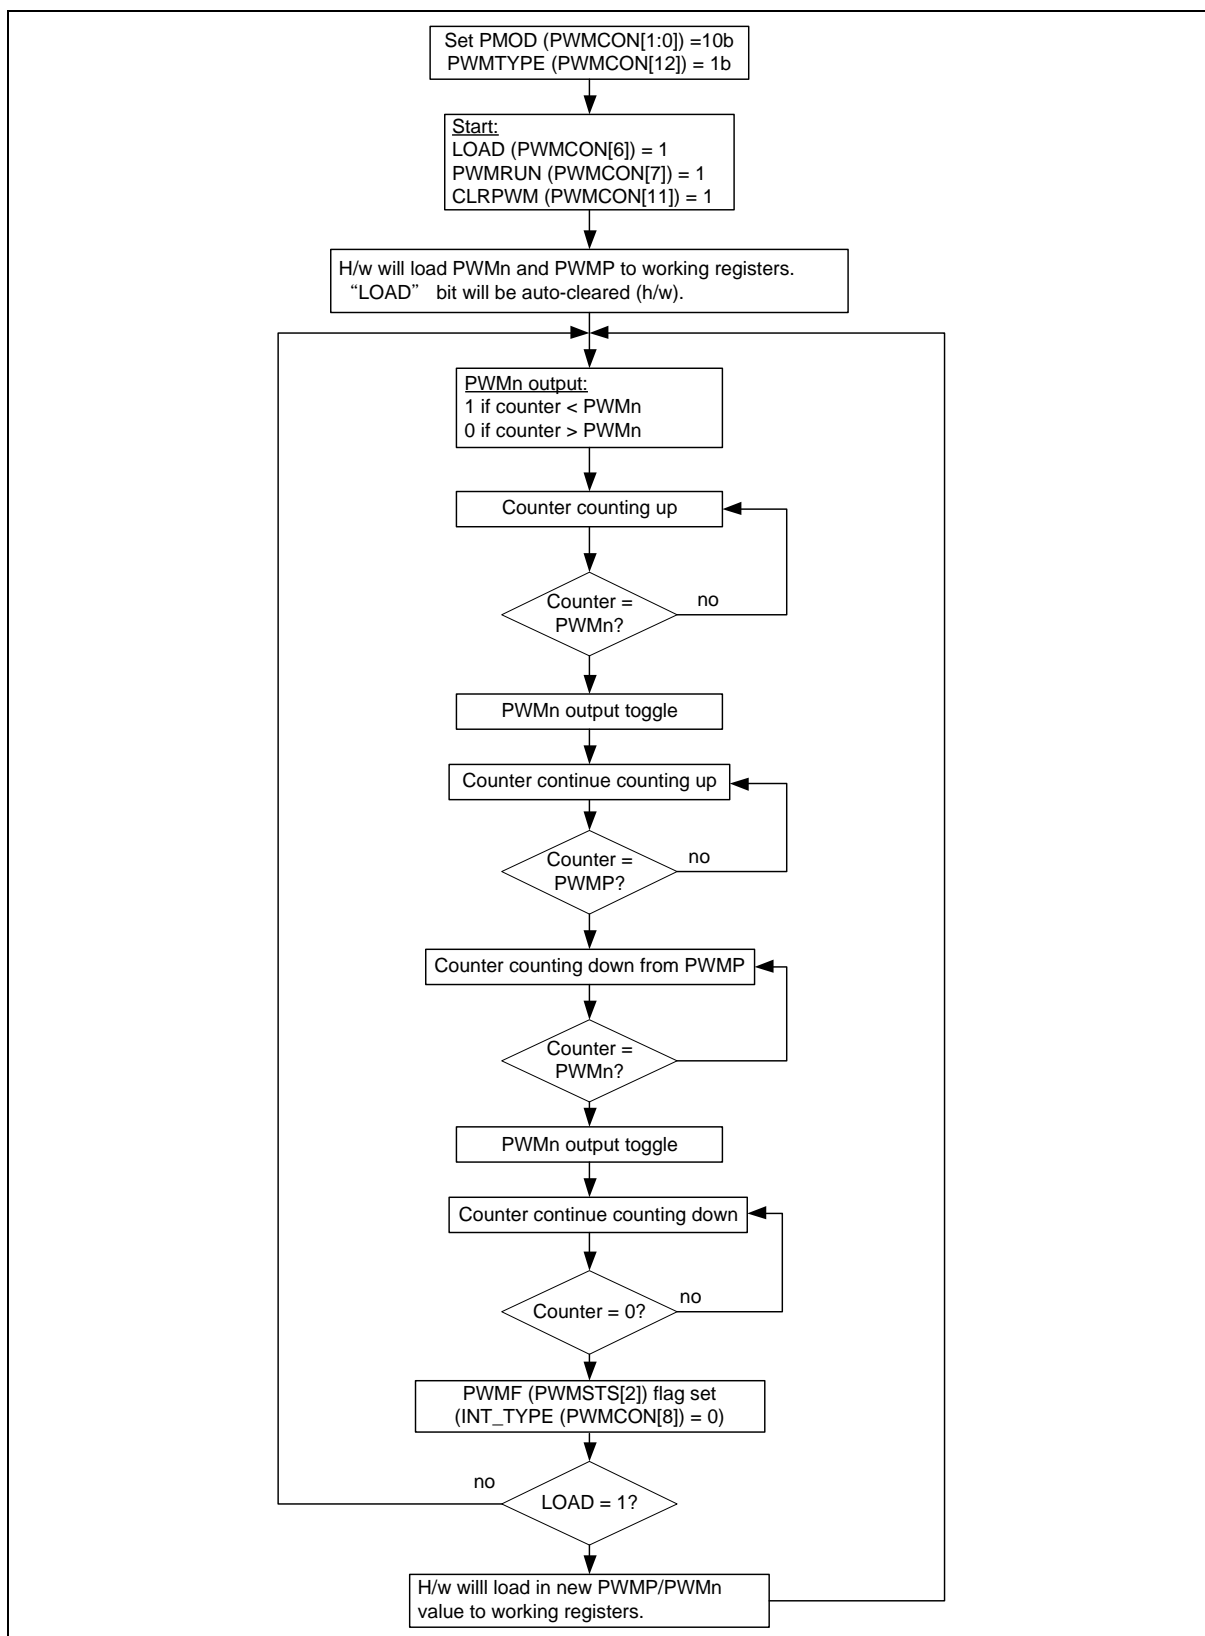 Set PMOD (PWMCON[1:0]) =10b
PWMTYPE (PWMCON[12]) = 1b
Start:
LOAD (PWMCON[6]) = 1
PWMRUN (PWMCON[7]) = 1
CLRPWM (PWMCON[11]) = 1
H/w will load PWMn and PWMP to working registers.
“LOAD” bit will be auto-cleared (h/w).
PWMn output:
1 if counter < PWMn
0 if counter > PWMn
Counter counting up
Counter =
PWMn?
no
PWMn output toggle
Counter continue counting up
Counter =
PWMP?
no
Counter counting down from PWMP
Counter =
PWMn?
PWMn output toggle
Counter continue counting down
Counter = 0?
no
PWMF (PWMSTS[2]) flag set
(INT_TYPE (PWMCON[8]) = 0)
no
LOAD = 1?
H/w willl load in new PWMP/PWMn
value to working registers.